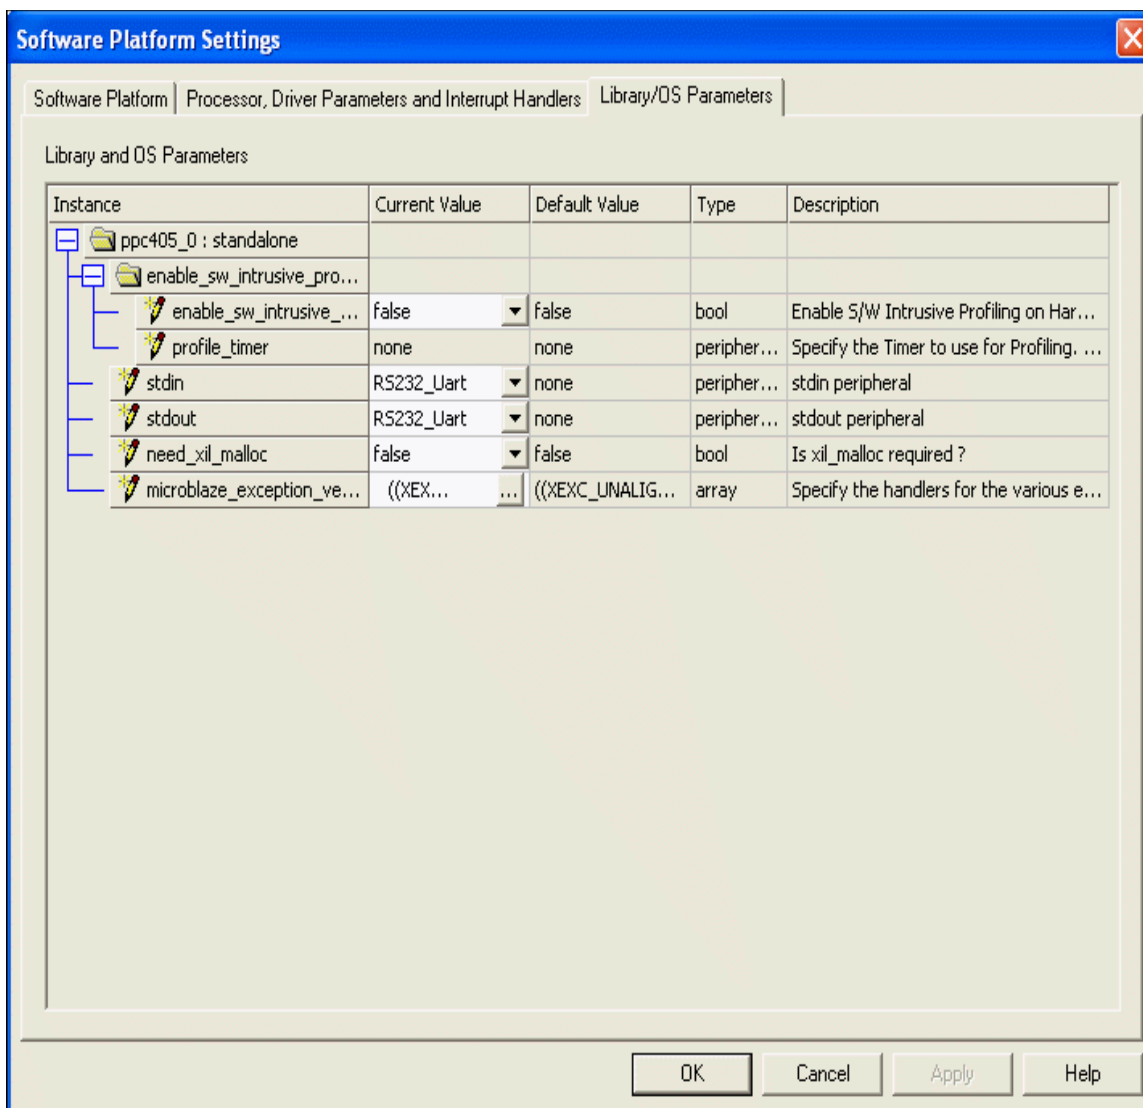 Software Platform Settings
Software Platform Processor, Driver Parameters and Interrupt Handlers Library/OS Parameters
Library and OS Parameters
Instance Current Value Default Value Type Description
ppc405_0 : standalone
enable_sw_intrusive_pro...
enable_sw_intrusive_... false false bool Enable S/W Intrusive Profiling on Har...
profile_timer none none peripher... Specify the Timer to use for Profiling. ...
stdin RS232_Uart none peripher... stdin peripheral
stdout RS232_Uart none peripher... stdout peripheral
need_xil_malloc false false bool Is xil_malloc required ?
microblaze_exception_ve... ((XEX... ... ((XEXC_UNALIG... array Specify the handlers for the various e...
OK Cancel Apply Help